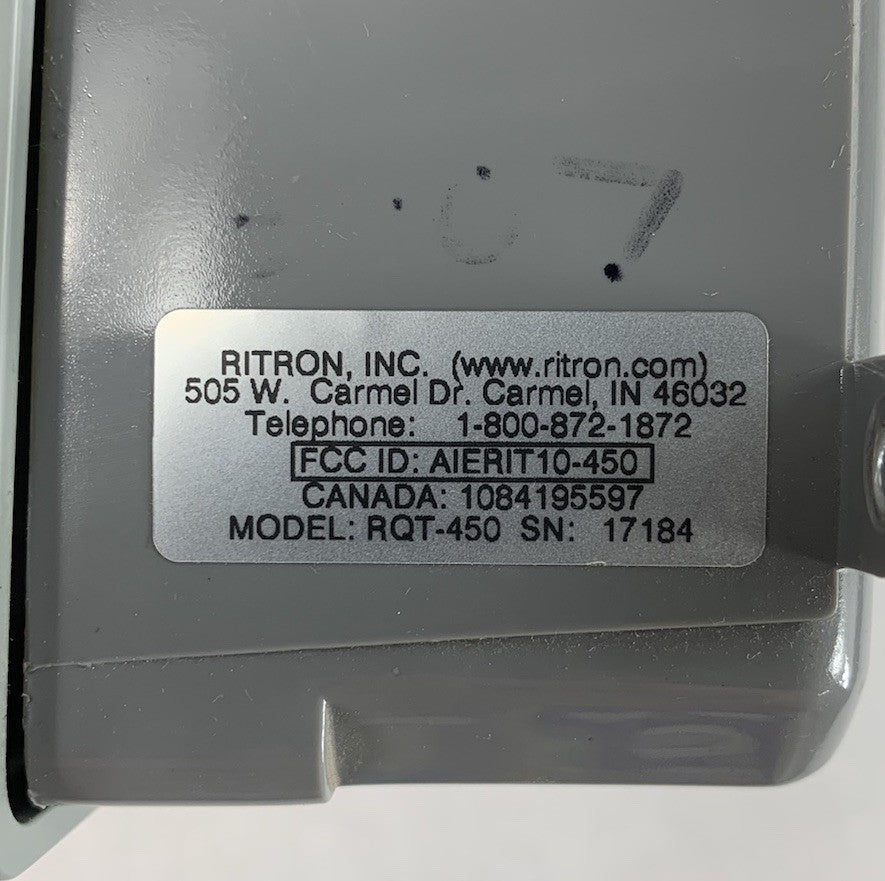 7
RITRON, INC. (www.ritron.com)
505 W. Carmel Dr. Carmel, IN 46032
Telephone: 1-800-872-1872
FCC ID: AIERIT10-450
CANADA: 1084195597
MODEL: RQT-450 SN: 17184